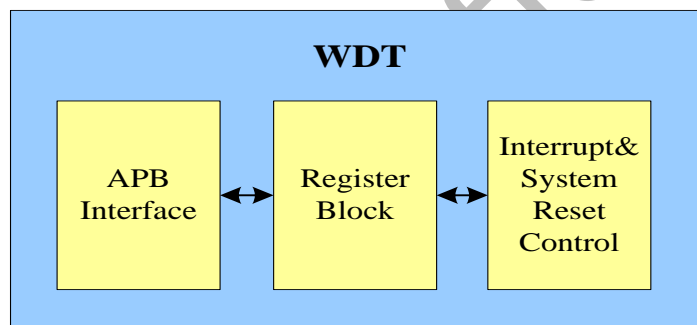 WDT
APB
Interface
Register
Block
Interrupt&
System
Reset
Control